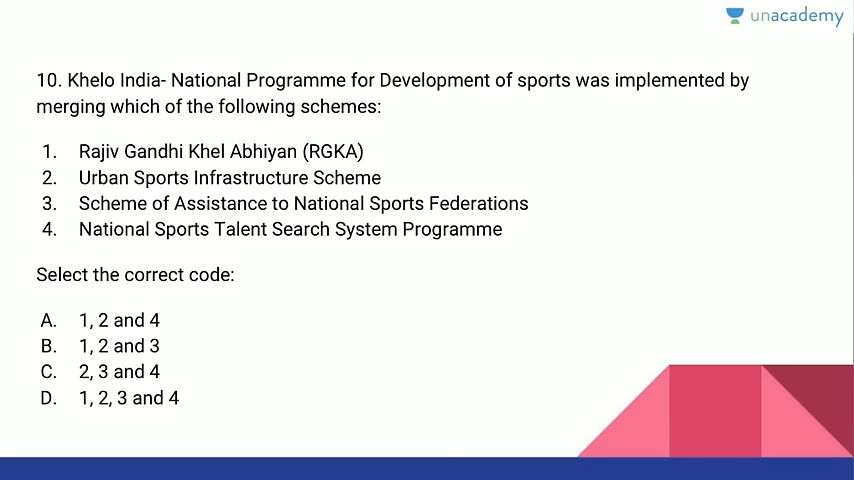 unacademy
10. Khelo India- National Programme for Development of sports was implemented by
merging which of the following schemes:
1. Rajiv Gandhi Khel Abhiyan (RGKA)
2. Urban Sports Infrastructure Scheme
3. Scheme of Assistance to National Sports Federations
4. National Sports Talent Search System Programme
Select the correct code:
A. 1, 2 and 4
B. 1, 2 and 3
C. 2, 3 and 4
D. 1, 2, 3 and 4